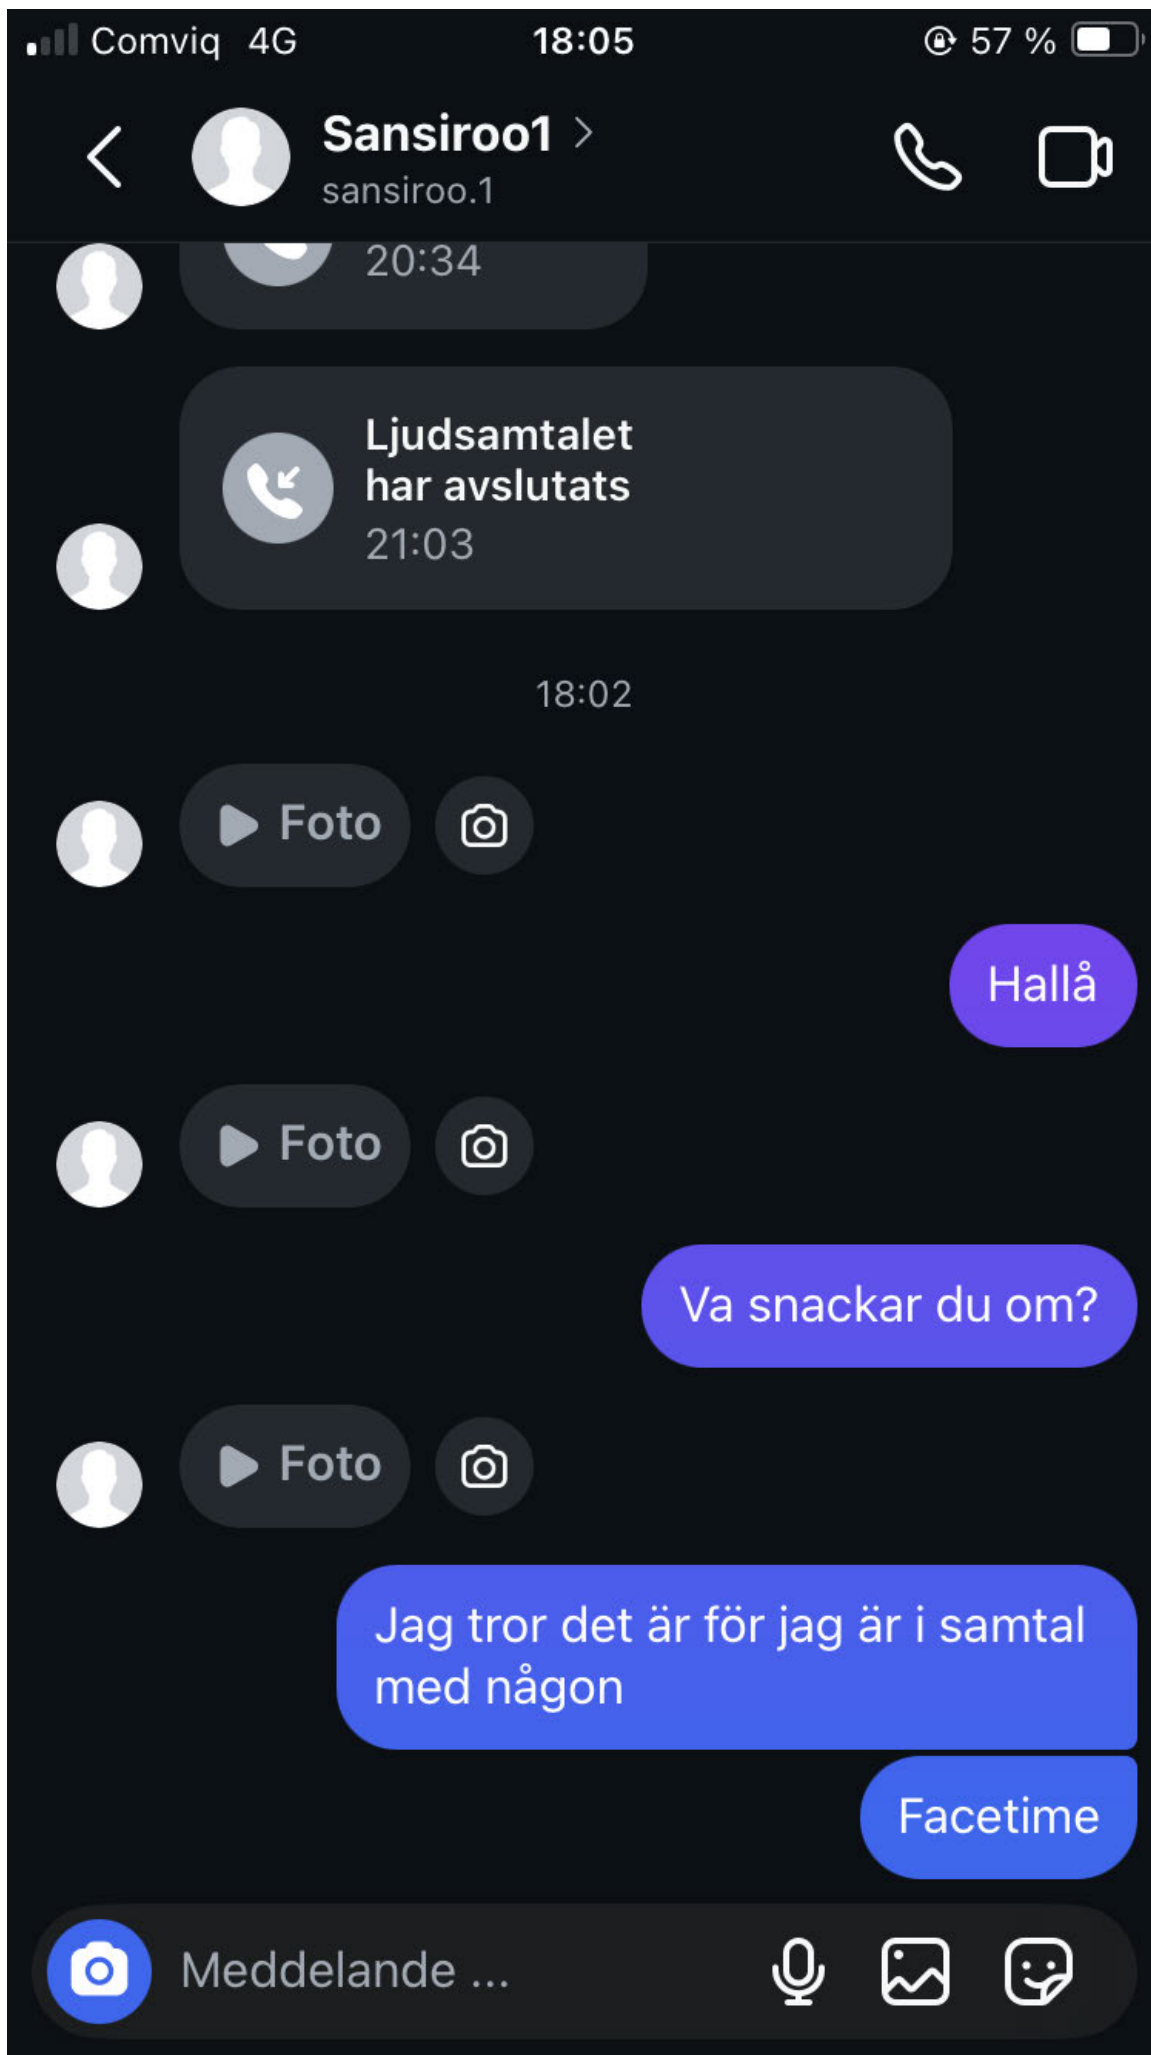 Comviq 4G 18:05 57 %
Sansiroo1
sansiroo.1
20:34
Ljudsamtalet
har avslutats
21:03
18:02
Foto
Hallå
Foto
Va snackar du om?
Foto
Jag tror det är för jag är i samtal
med någon
Facetime
Meddelande ...